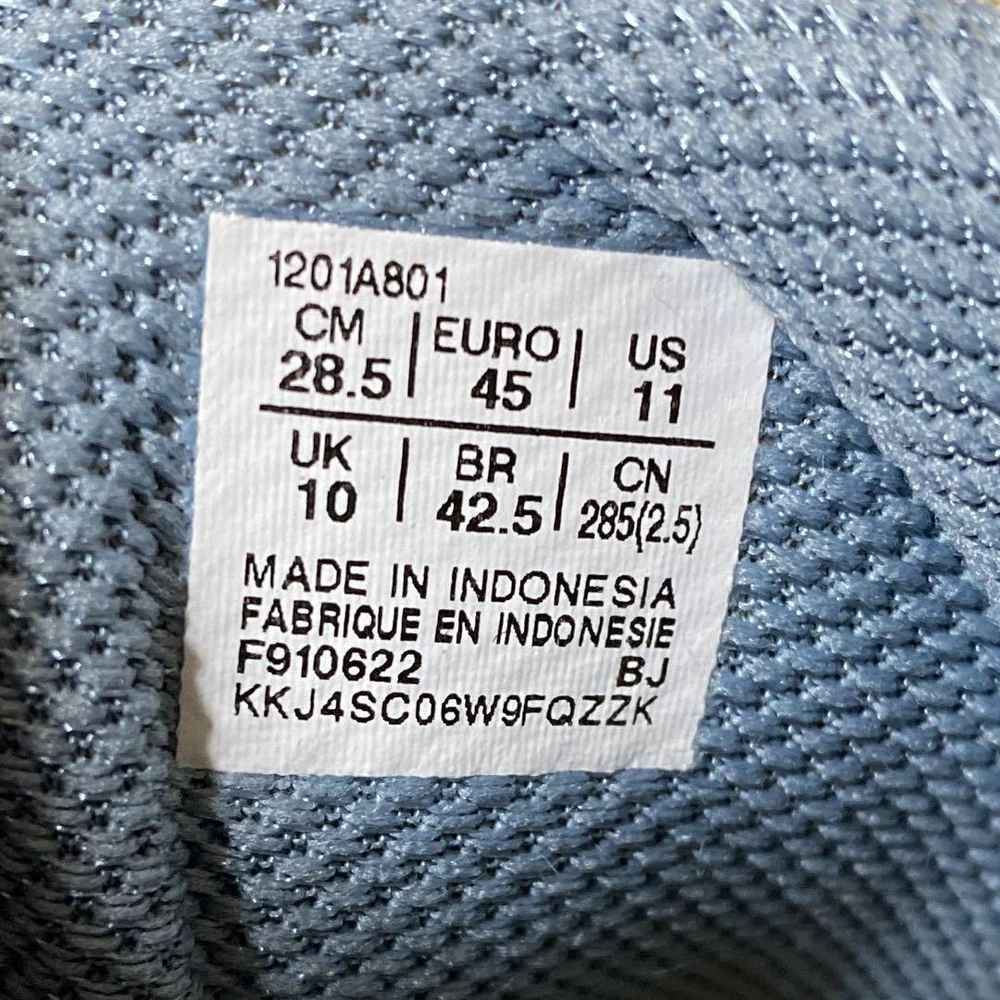 1201A801
CM | EURO | US
28.5 | 45 | 11
UK | BR | CN
10 | 42.5 | 285(2.5)
MADE IN INDONESIA
FABRIQUE EN INDONESIE
F910622 BJ
KKJ4SC06W9FQZZK